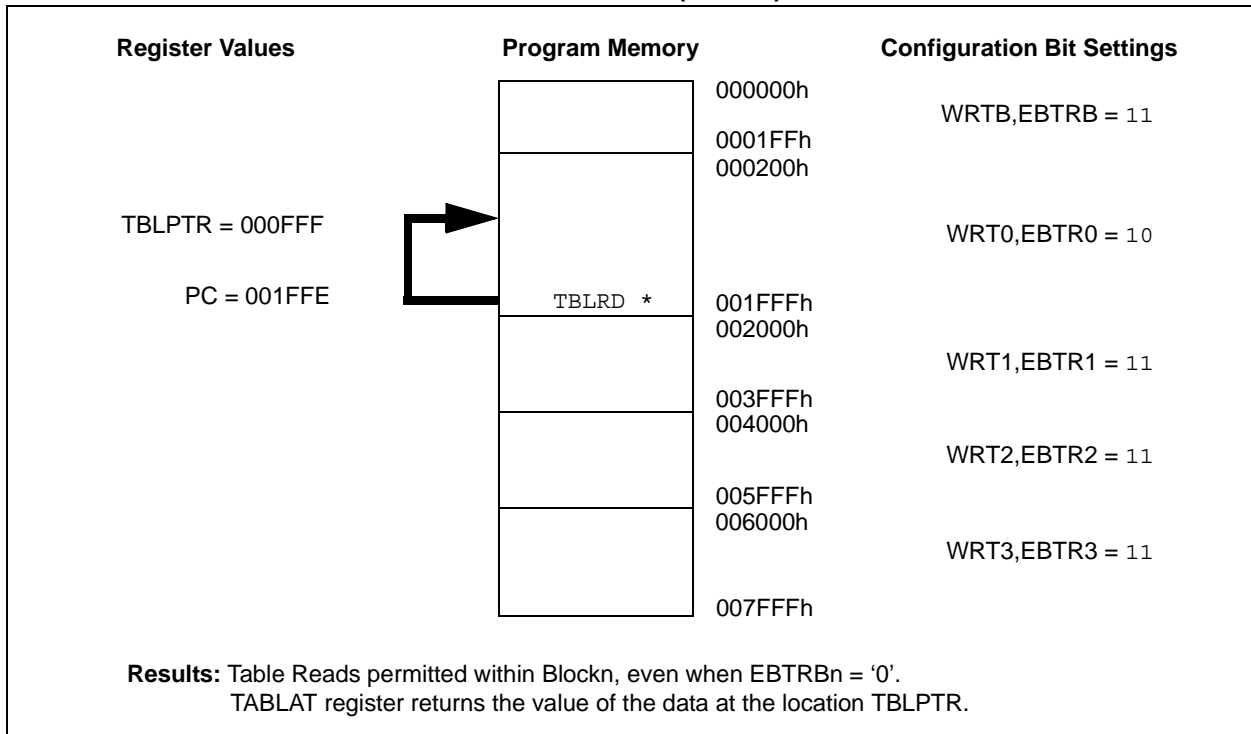 Register Values Program Memory Configuration Bit Settings
000000h
WRTB,EBTRB = 11
0001FFh
000200h
TBLPTR = 000FFF
WRT0,EBTR0 = 10
PC = 001FFE
TBLRD *
001FFFh
002000h
WRT1,EBTR1 = 11
003FFFh
004000h
WRT2,EBTR2 = 11
005FFFh
006000h
WRT3,EBTR3 = 11
007FFFh
Results: Table Reads permitted within Blockn, even when EBTRBn = ‘0’.
TABLAT register returns the value of the data at the location TBLPTR.